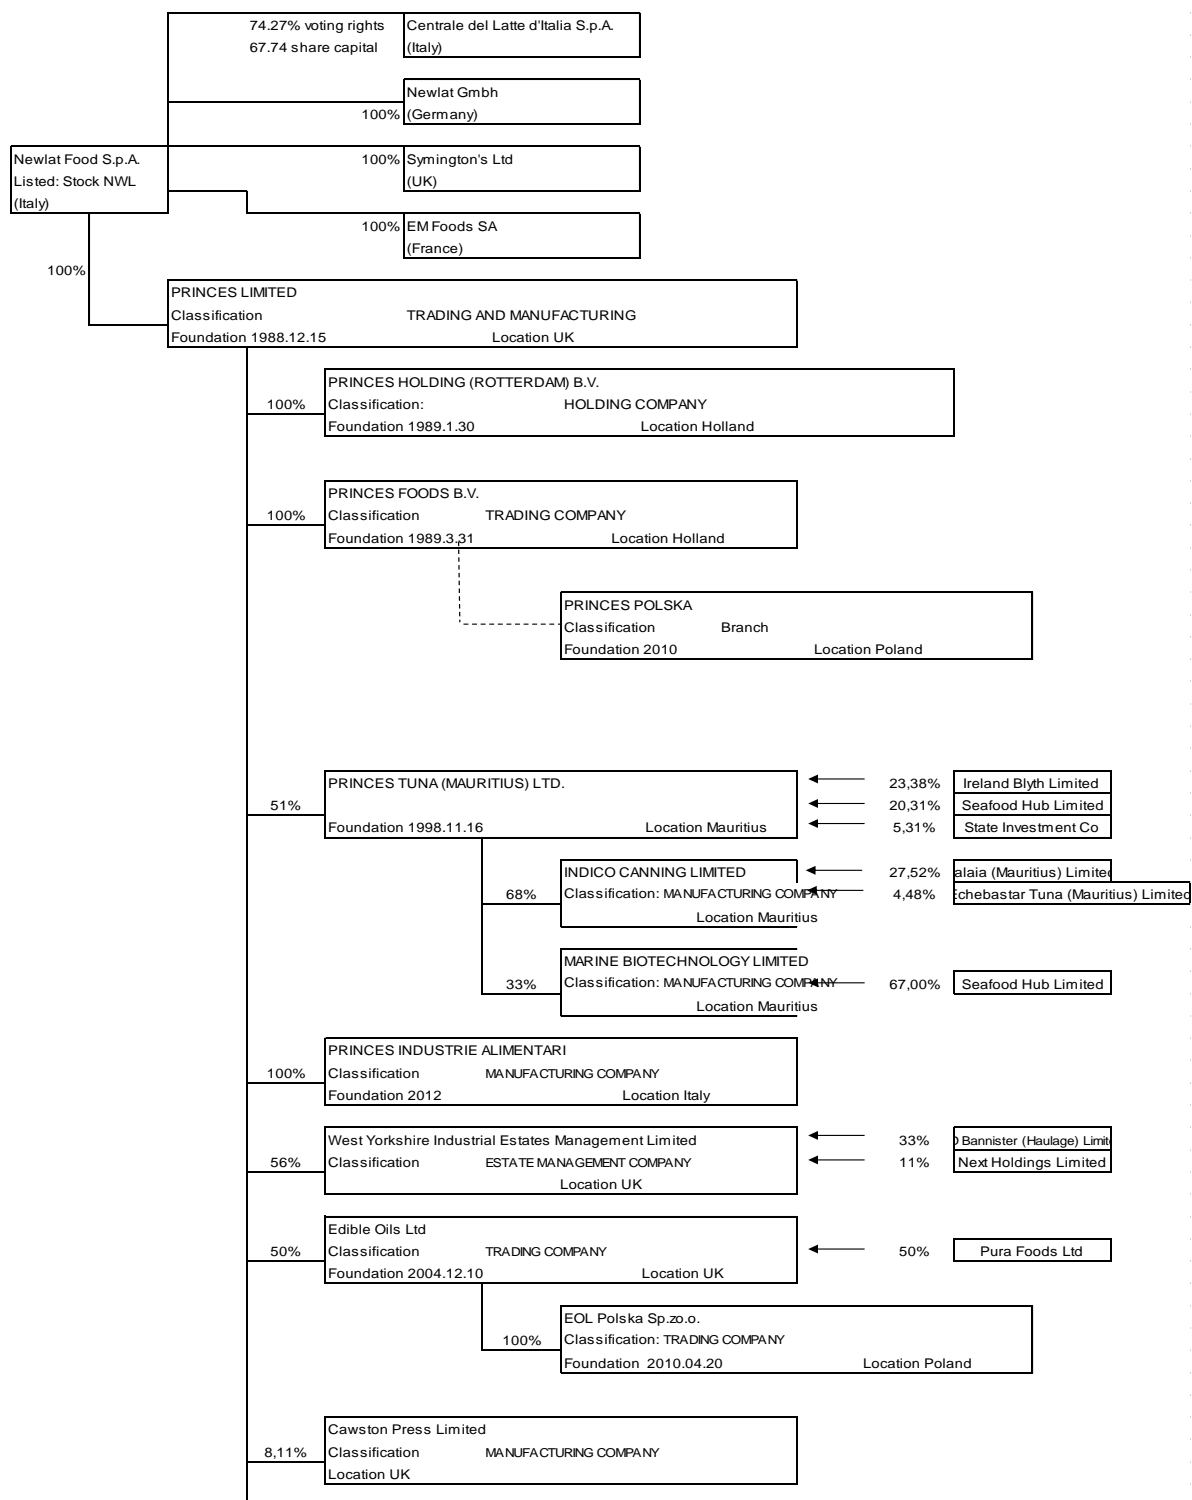 74.27% voting rights Centrale del Latte d'Italia S.p.A.
67.74 share capital (Italy)
Newlat Gmbh
100% (Germany)
Newlat Food S.p.A. 100% Symington's Ltd
Listed: Stock NWL (UK)
(Italy)
100% EM Foods SA
(France)
100%
PRINCES LIMITED
Classification TRADING AND MANUFACTURING
Foundation 1988.12.15 Location UK
PRINCES HOLDING (ROTTERDAM) B.V.
100% Classification: HOLDING COMPANY
Foundation 1989.1.30 Location Holland
PRINCES FOODS B.V.
100% Classification TRADING COMPANY
Foundation 1989.3.31 Location Holland
PRINCES POLSKA
Classification Branch
Foundation 2010 Location Poland
PRINCES TUNA (MAURITIUS) LTD. 23,38% Ireland Blyth Limited
51% 20,31% Seafood Hub Limited
Foundation 1998.11.16 Location Mauritius 5,31% State Investment Co
INDICO CANNING LIMITED 27,52% alaia (Mauritius) Limited
68% Classification: MANUFACTURING COMPANY 4,48% Echebastar Tuna (Mauritius) Limited
Location Mauritius
MARINE BIOTECHNOLOGY LIMITED
33% Classification: MANUFACTURING COMPANY 67,00% Seafood Hub Limited
Location Mauritius
PRINCES INDUSTRIE ALIMENTARI
100% Classification MANUFACTURING COMPANY
Foundation 2012 Location Italy
West Yorkshire Industrial Estates Management Limited 33% Bannister (Haulage) Limit
56% Classification ESTATE MANAGEMENT COMPANY 11% Next Holdings Limited
Location UK
Edible Oils Ltd
50% Classification TRADING COMPANY 50% Pura Foods Ltd
Foundation 2004.12.10 Location UK
EOL Polska Sp.zo.o.
100% Classification: TRADING COMPANY
Foundation 2010.04.20 Location Poland
Cawston Press Limited
8,11% Classification MANUFACTURING COMPANY
Location UK